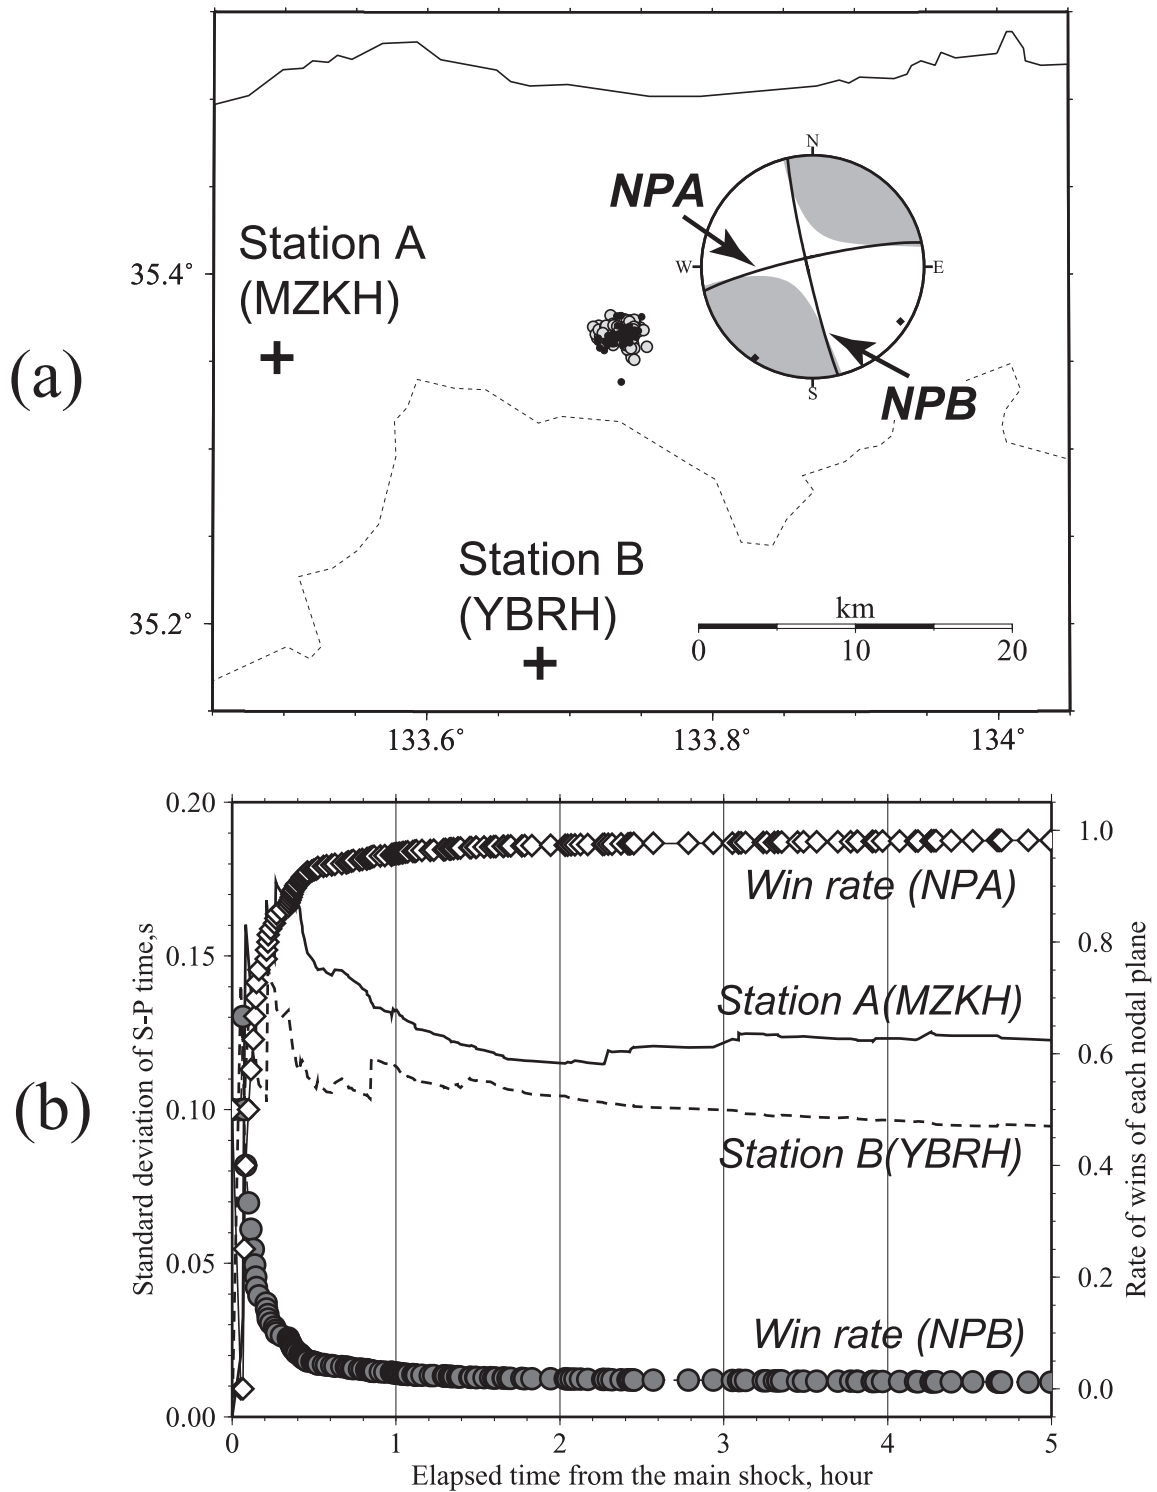 (a)
35.4°
35.2°
Station A
(MZKH)
NPA
N
W
E
S
NPB
Station B
(YBRH)
km
0 10 20
133.6° 133.8° 134°
(b)
Standard deviation of S-P time,s
0.20
0.15
0.10
0.05
0.00
Win rate (NPA)
Station A(MZKH)
Station B(YBRH)
Win rate (NPB)
1.0
0.8
0.6
0.4
0.2
0.0
Rate of wins of each nodal plane
0 1 2 3 4 5
Elapsed time from the main shock, hour